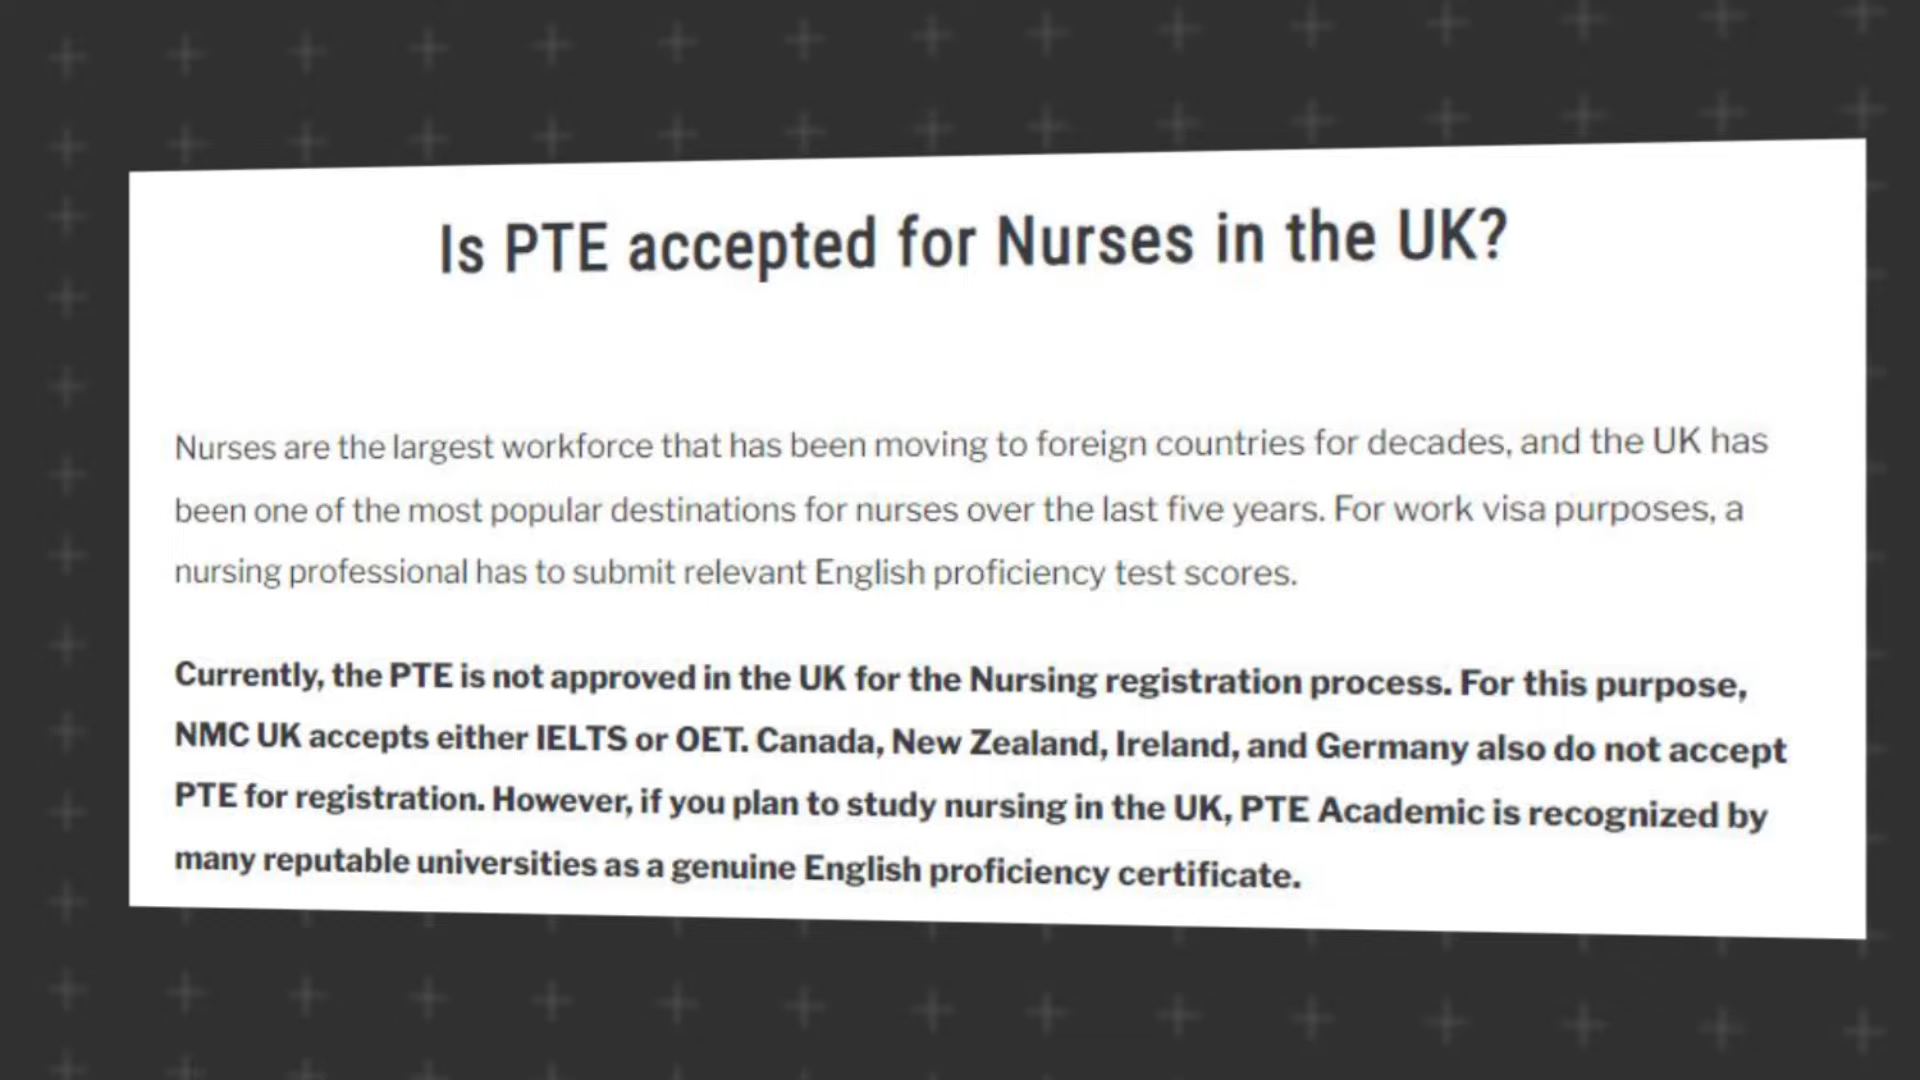 Is PTE accepted for Nurses in the UK?
Nurses are the largest workforce that has been moving to foreign countries for decades, and the UK has
been one of the most popular destinations for nurses over the last five years. For work visa purposes, a
nursing professional has to submit relevant English proficiency test scores.
Currently, the PTE is not approved in the UK for the Nursing registration process. For this purpose,
NMC UK accepts either IELTS or OET. Canada, New Zealand, Ireland, and Germany also do not accept
PTE for registration. However, if you plan to study nursing in the UK, PTE Academic is recognized by
many reputable universities as a genuine English proficiency certificate.